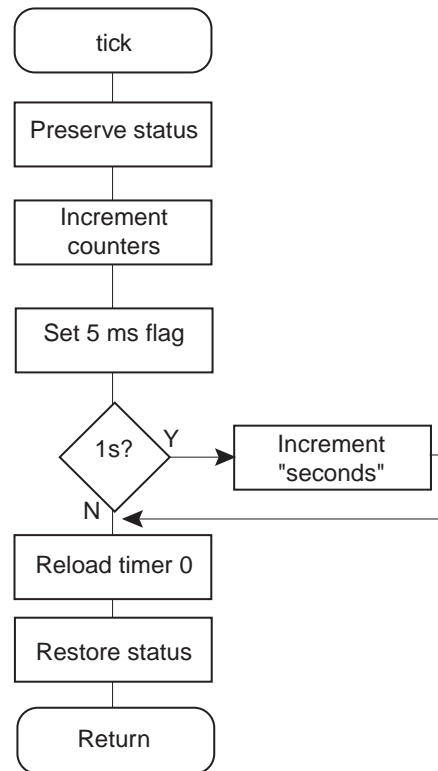 tick
Preserve status
Increment
counters
Set 5 ms flag
1s?
Y
Increment
"seconds"
N
Reload timer 0
Restore status
Return